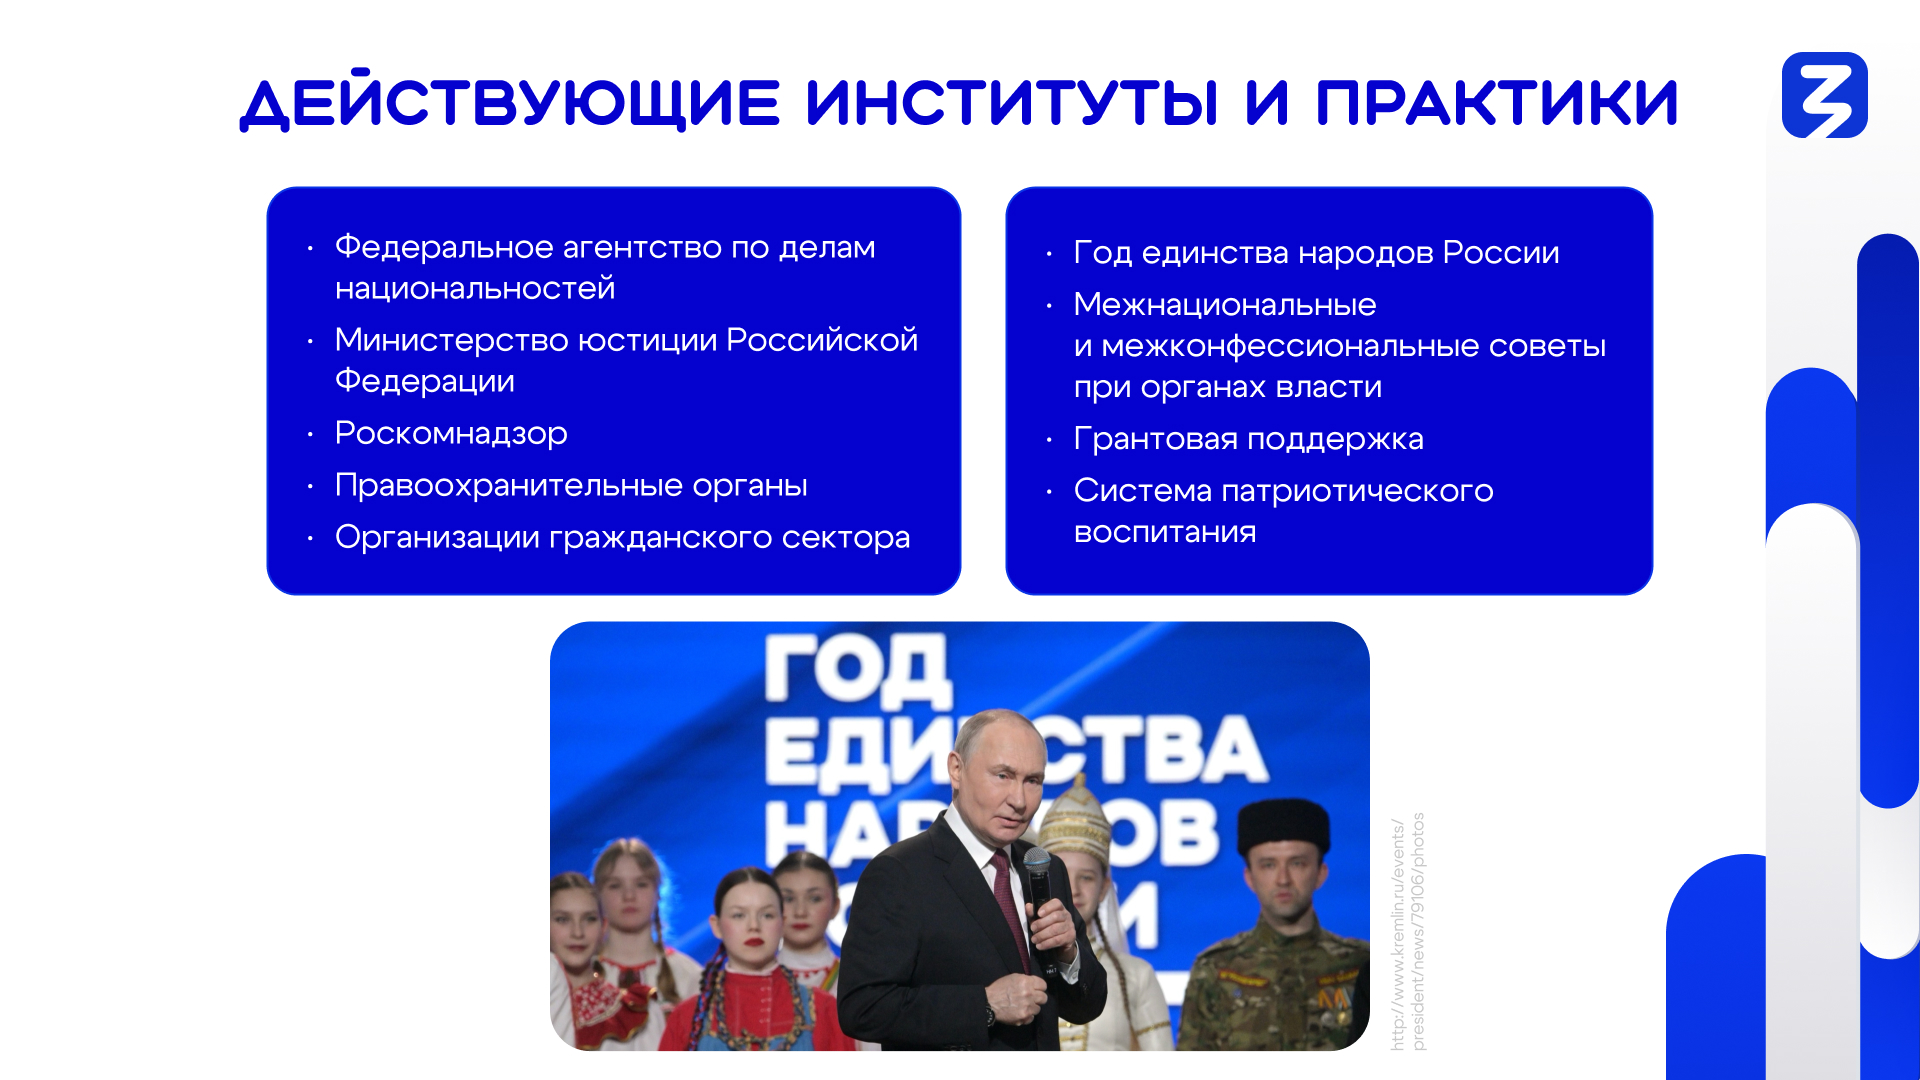 ДЕЙСТВУЮЩИЕ ИНСТИТУТЫ И ПРАКТИКИ
· Федеральное агентство по делам
национальностей
· Министерство юстиции Российской
Федерации
· Роскомнадзор
· Правоохранительные органы
· Организации гражданского сектора
· Год единства народов России
· Межнациональные
и межконфессиональные советы
при органах власти
· Грантовая поддержка
· Система патриотического
воспитания
ГОД
ЕДИНСТВА
НАРОДОВ
http://www.kremlin.ru/events/
president/news/79106/photos